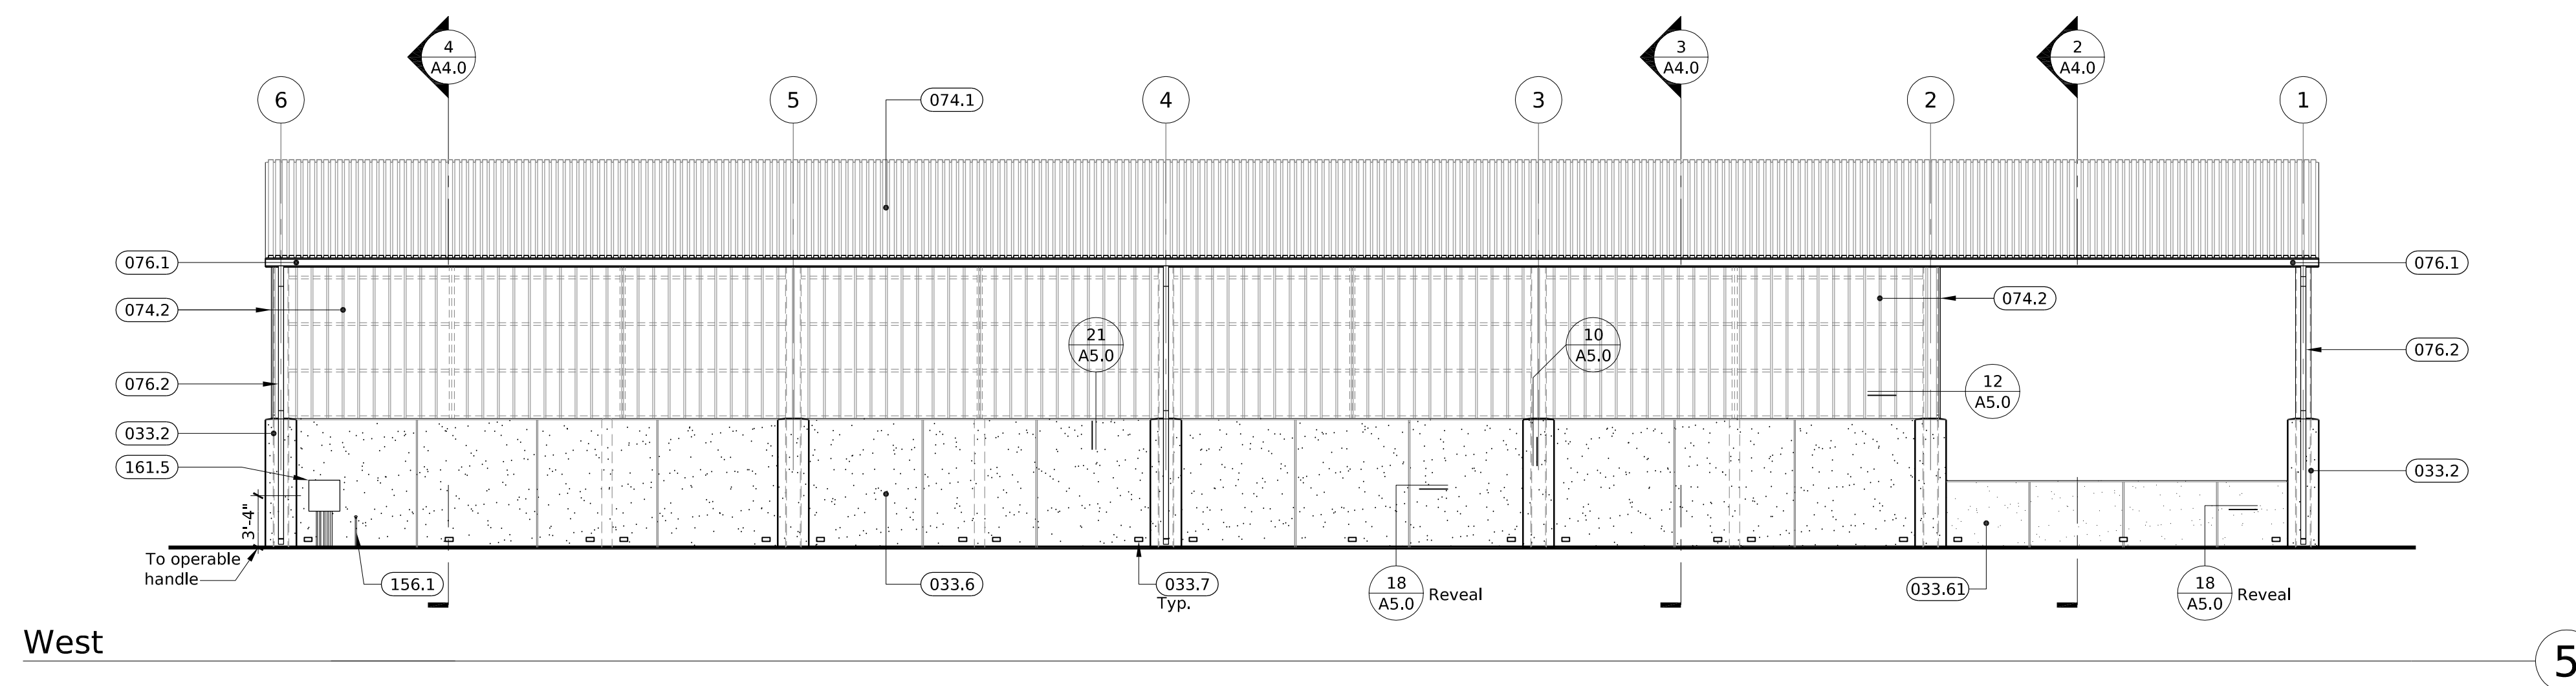 4
A4.0
3
A4.0
2
A4.0
6
5
4
3
2
1
074.1
076.1
076.1
074.2
074.2
21
A5.0
10
A5.0
076.2
076.2
12
A5.0
033.2
033.2
161.5
3'-4"
To operable
handle
156.1
033.6
033.7
Typ.
18
A5.0
Reveal
033.61
18
A5.0
Reveal
West
5